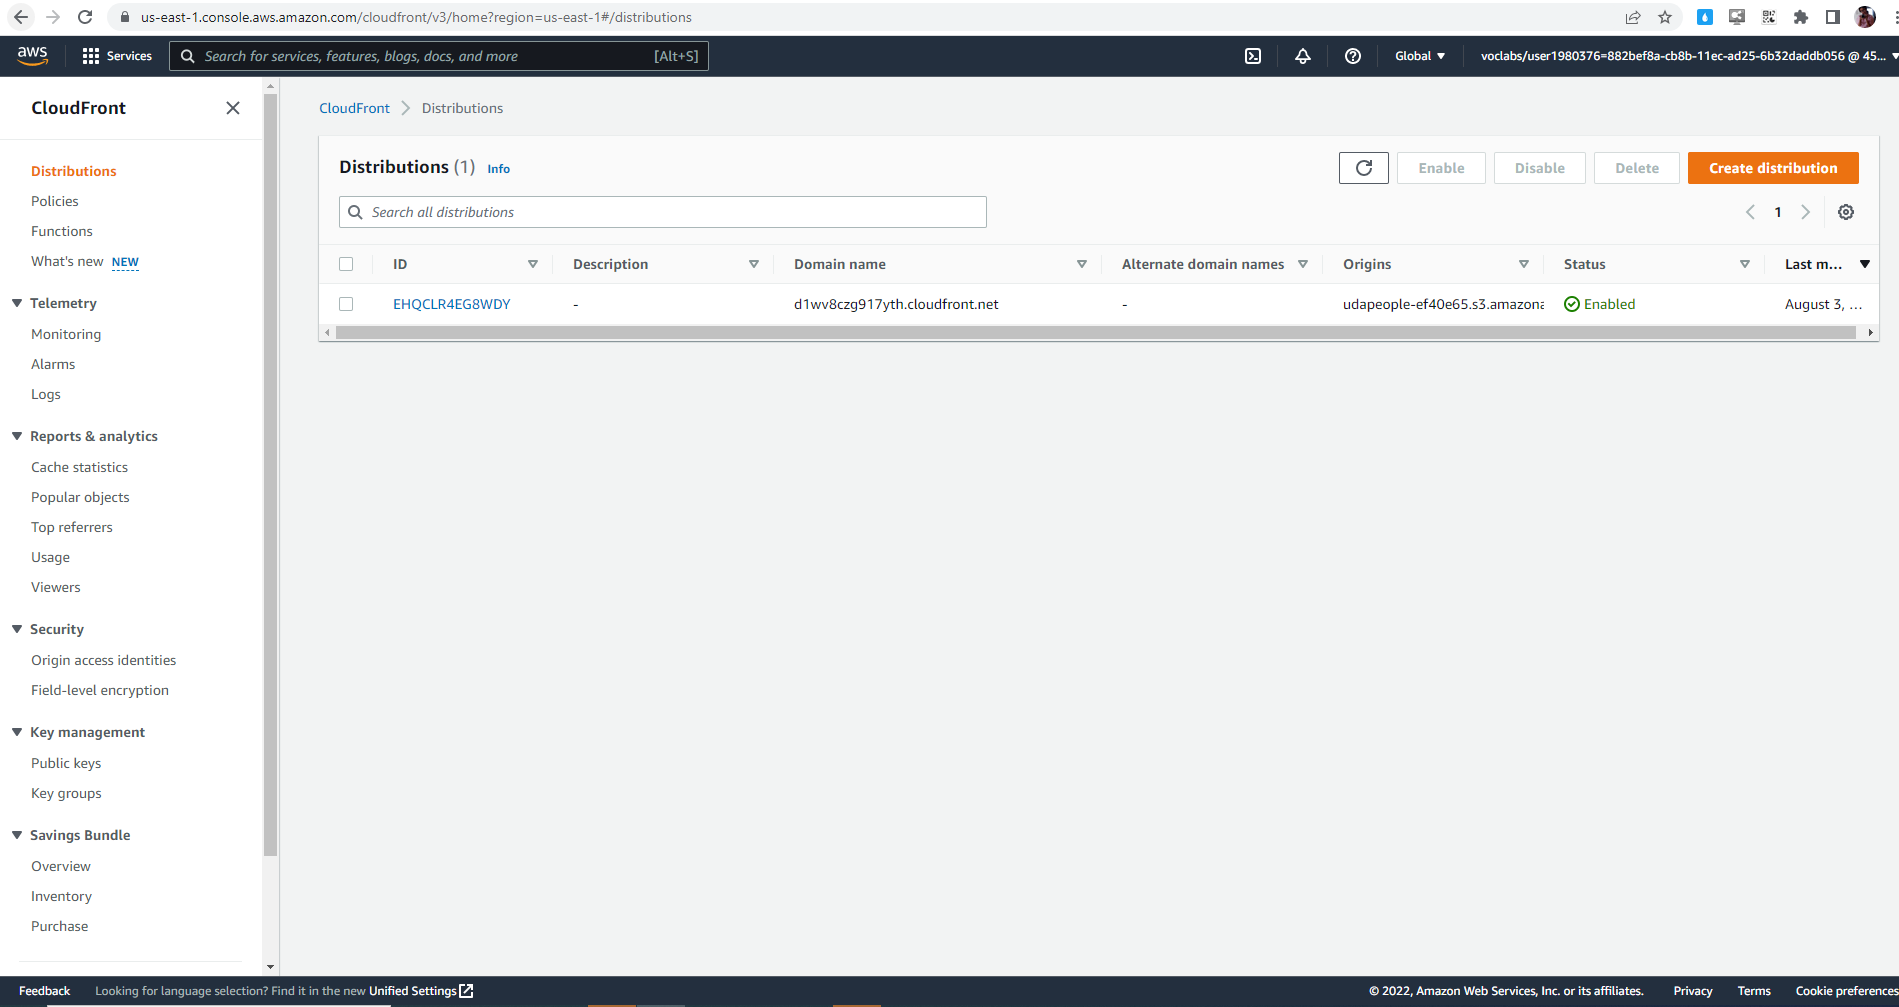 us-east-1.console.aws.amazon.com/cloudfront/v3/home?region=us-east-1#/distributions
aws
Services
Search for services, features, blogs, docs, and more
[Alt+S]
Global
voclabs/user1980376=882bef8a-cb8b-11ec-ad25-6b32daddb056 @ 45...
CloudFront
Distributions
Policies
Functions
What's new NEW
Telemetry
Monitoring
Alarms
Logs
Reports & analytics
Cache statistics
Popular objects
Top referrers
Usage
Viewers
Security
Origin access identities
Field-level encryption
Key management
Public keys
Key groups
Savings Bundle
Overview
Inventory
Purchase
CloudFront
Distributions
Distributions (1) Info
Enable
Disable
Delete
Create distribution
Search all distributions
1
ID Description Domain name Alternate domain names Origins Status Last m...
EHQCLR4EG8WDY - d1wv8czg917yth.cloudfront.net - udapeople-ef40e65.s3.amazona Enabled August 3, ...
Feedback
Looking for language selection? Find it in the new Unified Settings
© 2022, Amazon Web Services, Inc. or its affiliates.
Privacy
Terms
Cookie preferences